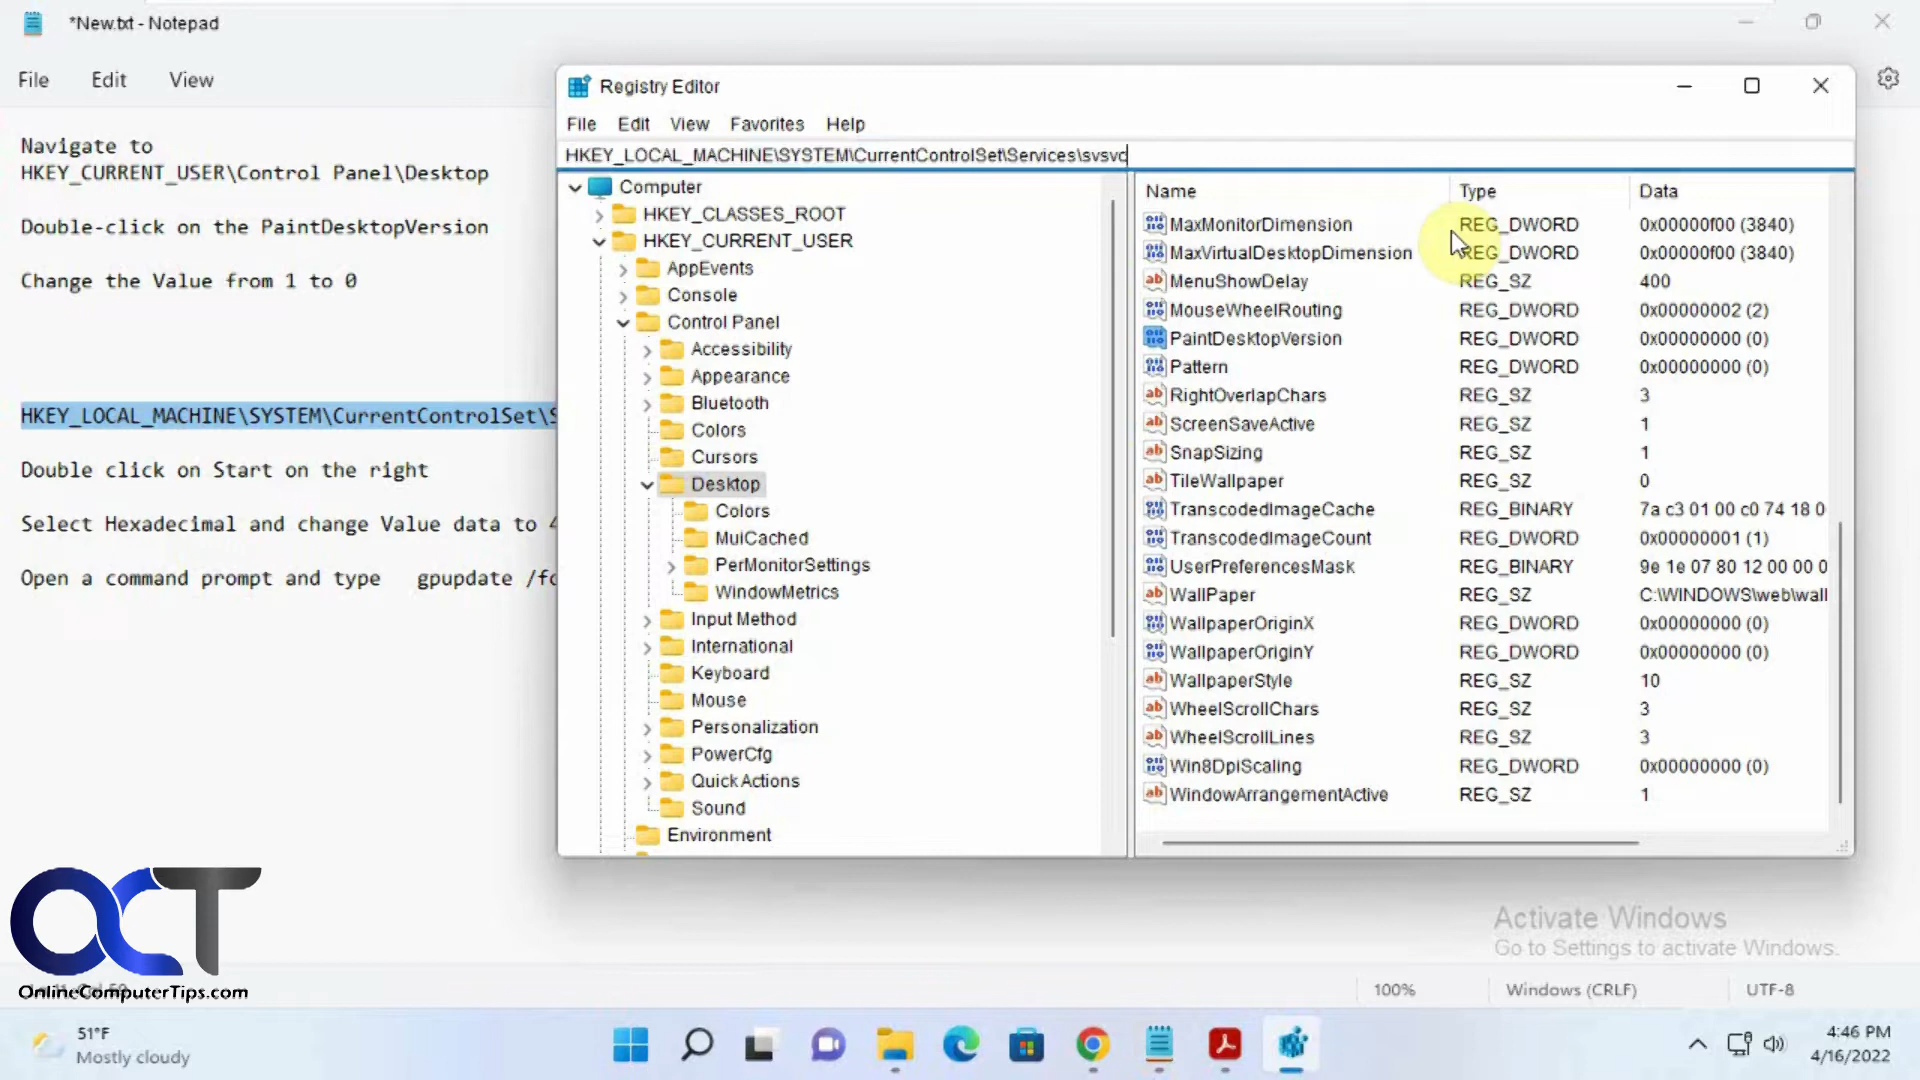 *New.txt - Notepad
File Edit View
Navigate to
HKEY_CURRENT_USER\Control Panel\Desktop
Double-click on the PaintDesktopVersion
Change the Value from 1 to 0
HKEY_LOCAL_MACHINE\SYSTEM\CurrentControlSet\S
Double click on Start on the right
Select Hexadecimal and change Value data to 4
Open a command prompt and type gpupdate /fo
Registry Editor
File Edit View Favorites Help
HKEY_LOCAL_MACHINE\SYSTEM\CurrentControlSet\Services\svsvc
Computer
HKEY_CLASSES_ROOT
HKEY_CURRENT_USER
AppEvents
Console
Control Panel
Accessibility
Appearance
Bluetooth
Colors
Cursors
Desktop
Colors
MuiCached
PerMonitorSettings
WindowMetrics
Input Method
International
Keyboard
Mouse
Personalization
PowerCfg
Quick Actions
Sound
Environment
Name Type Data
MaxMonitorDimension REG_DWORD 0x00000f00 (3840)
MaxVirtualDesktopDimension REG_DWORD 0x00000f00 (3840)
MenuShowDelay REG_SZ 400
MouseWheelRouting REG_DWORD 0x00000002 (2)
PaintDesktopVersion REG_DWORD 0x00000000 (0)
Pattern REG_DWORD 0x00000000 (0)
RightOverlapChars REG_SZ 3
ScreenSaveActive REG_SZ 1
SnapSizing REG_SZ 1
TileWallpaper REG_SZ 0
TranscodedImageCache REG_BINARY 7a c3 01 00 c0 74 18 0
TranscodedImageCount REG_DWORD 0x00000001 (1)
UserPreferencesMask REG_BINARY 9e 1e 07 80 12 00 00 0
WallPaper REG_SZ C:\WINDOWS\web\wall
WallpaperOriginX REG_DWORD 0x00000000 (0)
WallpaperOriginY REG_DWORD 0x00000000 (0)
WallpaperStyle REG_SZ 10
WheelScrollChars REG_SZ 3
WheelScrollLines REG_SZ 3
Win8DpiScaling REG_DWORD 0x00000000 (0)
WindowArrangementActive REG_SZ 1
Activate Windows
Go to Settings to activate Windows.
OCT
OnlineComputerTips.com
100% Windows (CRLF) UTF-8
51°F
Mostly cloudy
4:46 PM
4/16/2022